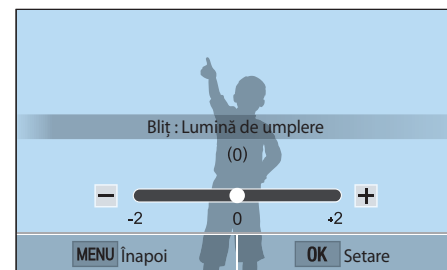 Bliț : Lumină de umplere
(0)
-2 0 +2
MENU Înapoi OK Setare